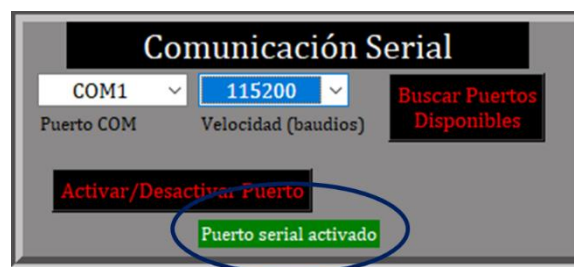 Comunicación Serial
COM1
115200
Buscar Puertos
Disponibles
Puerto COM
Velocidad (baudios)
Activar/Desactivar Puerto
Puerto serial activado